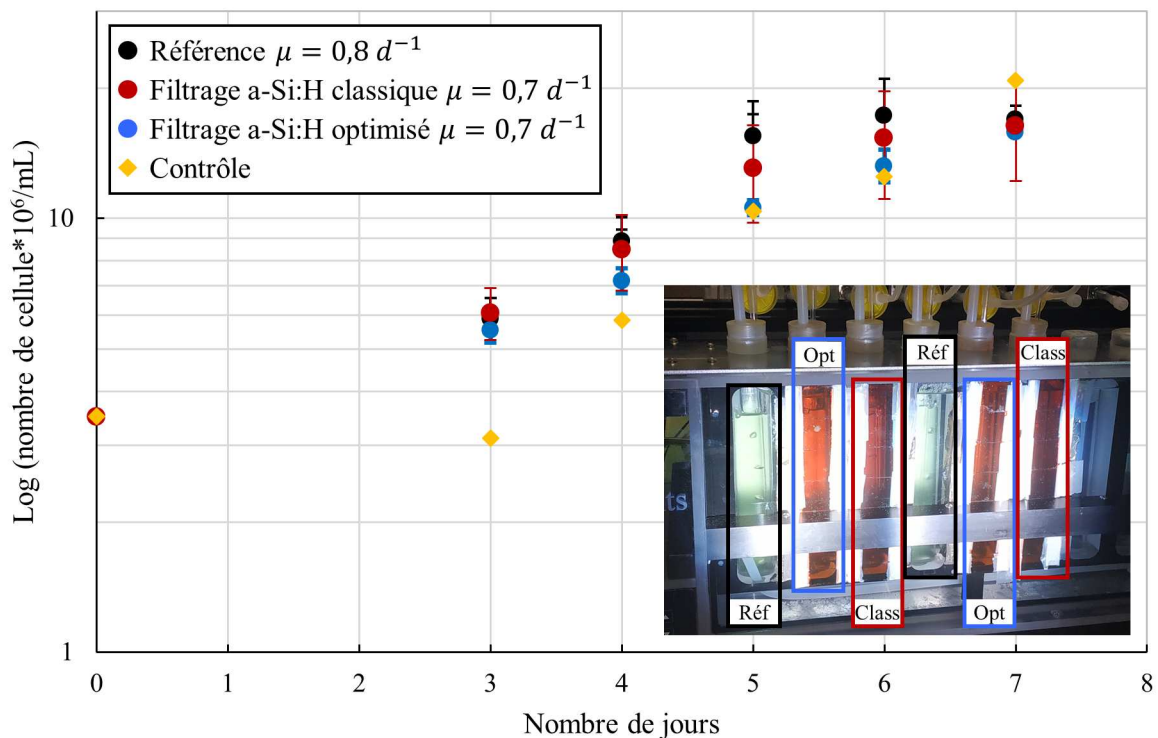 Référence μ = 0,8 d⁻¹
Filtrage a-Si:H classique μ = 0,7 d⁻¹
Filtrage a-Si:H optimisé μ = 0,7 d⁻¹
Contrôle
Log (nombre de cellule*10⁶/mL)
10
1
0 1 2 3 4 5 6 7 8
Nombre de jours
Opt
Réf
Class
ts
Réf
Class
Opt